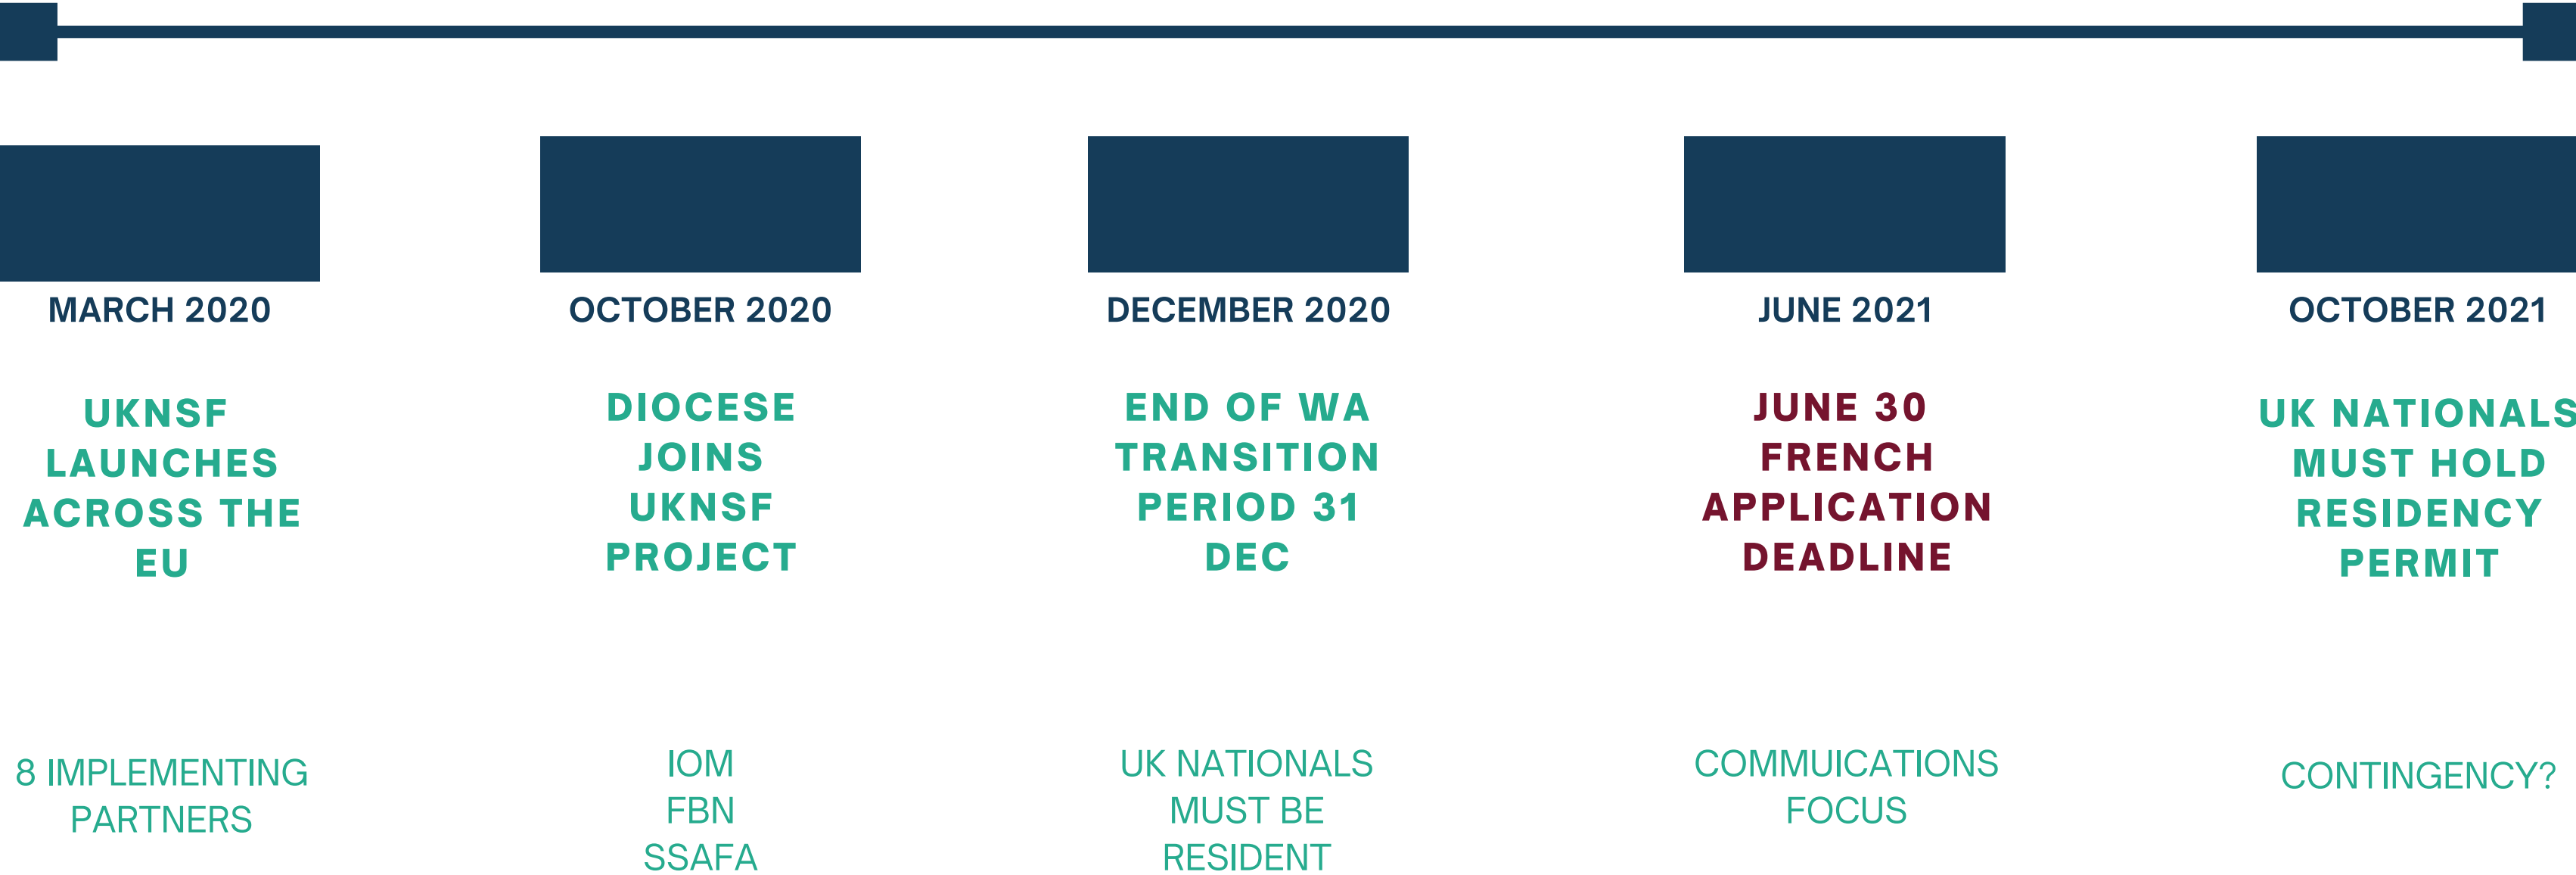 MARCH 2020
UKNSF
LAUNCHES
ACROSS THE
EU
8 IMPLEMENTING
PARTNERS
OCTOBER 2020
DIOCESE
JOINS
UKNSF
PROJECT
IOM
FBN
SSAFA
DECEMBER 2020
END OF WA
TRANSITION
PERIOD 31
DEC
UK NATIONALS
MUST BE
RESIDENT
JUNE 2021
JUNE 30
FRENCH
APPLICATION
DEADLINE
COMMUICATIONS
FOCUS
OCTOBER 2021
UK NATIONALS
MUST HOLD
RESIDENCY
PERMIT
CONTINGENCY?